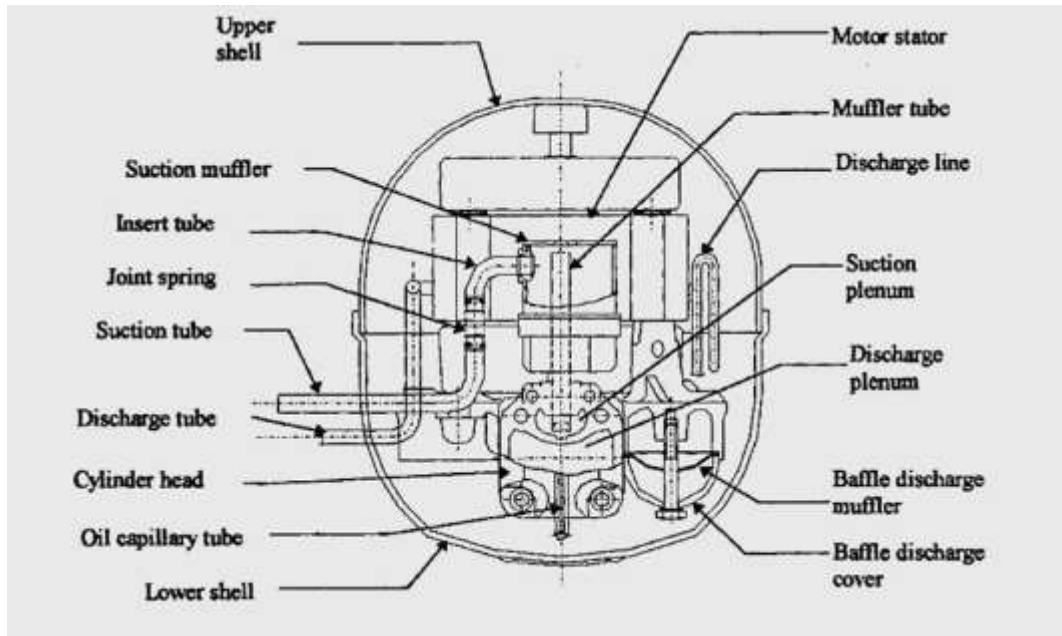 Upper
shell
Suction muffler
Insert tube
Joint spring
Suction tube
Discharge tube
Cylinder head
Oil capillary tube
Lower shell
Motor stator
Muffler tube
Discharge line
Suction
plenum
Discharge
plenum
Baffle discharge
muffler
Baffle discharge
cover